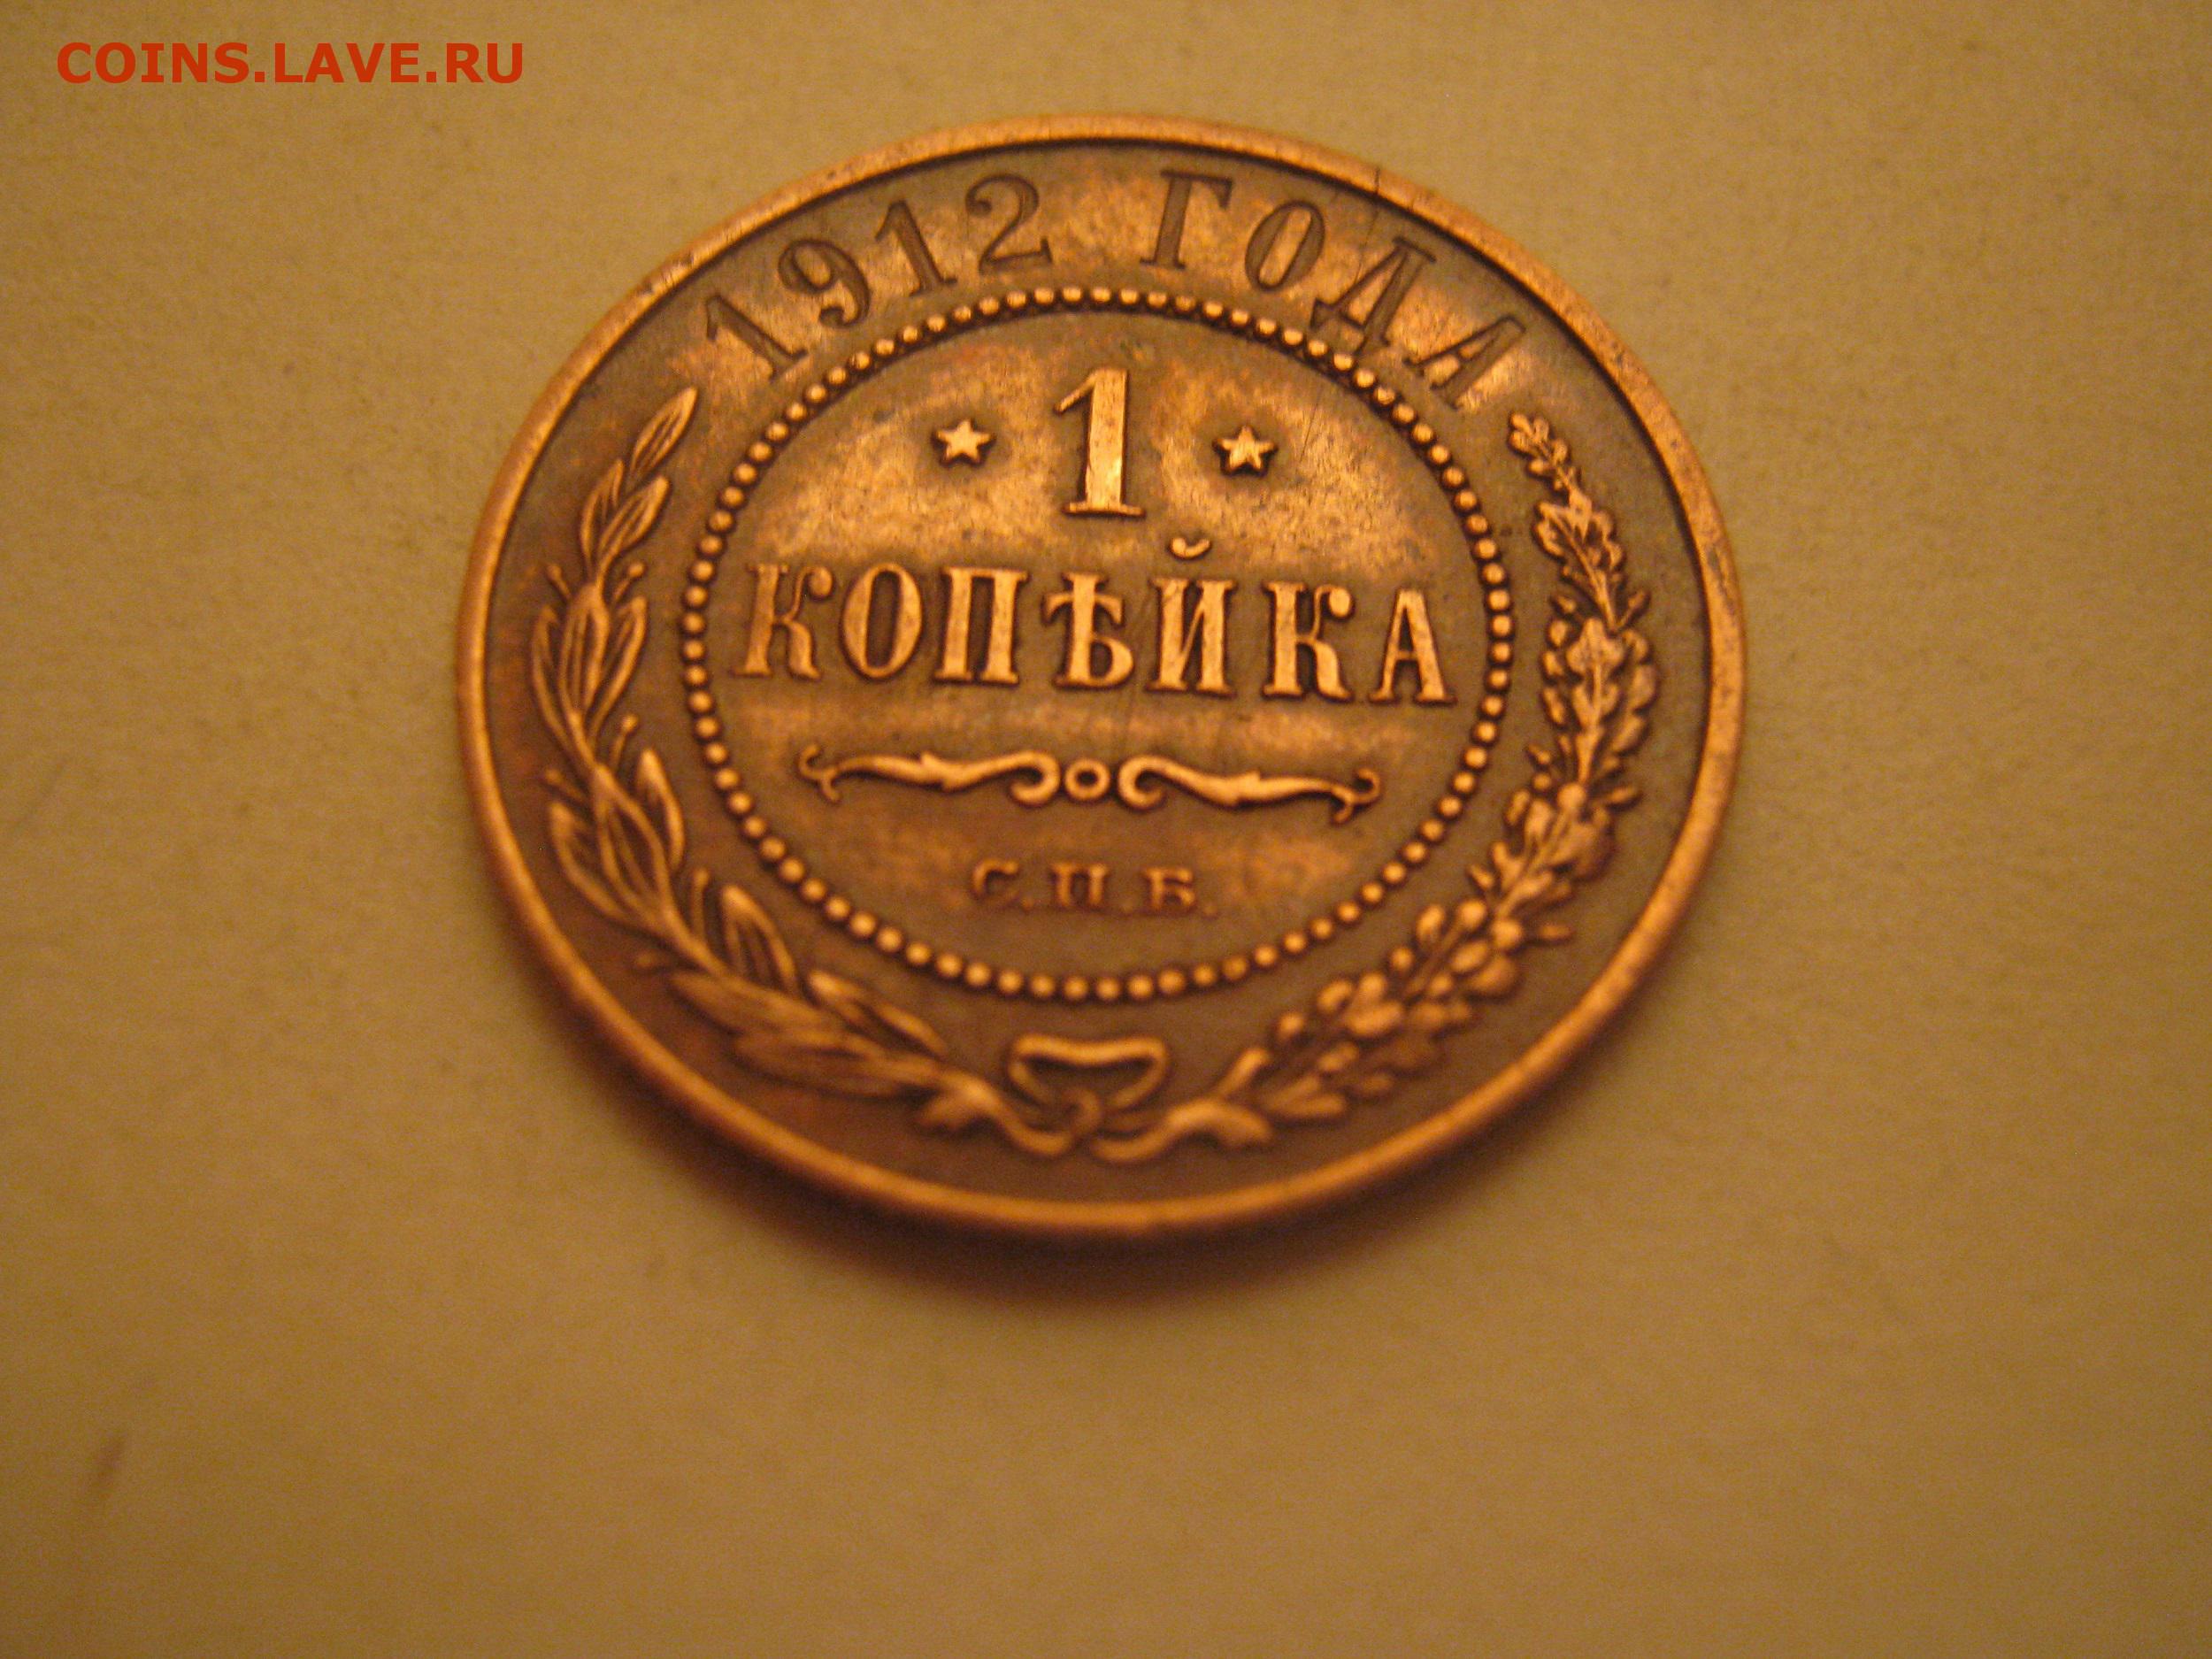 COINS.LAVE.RU
1912 ГОДА
1
КОПѢЙКА
С.П.Б.